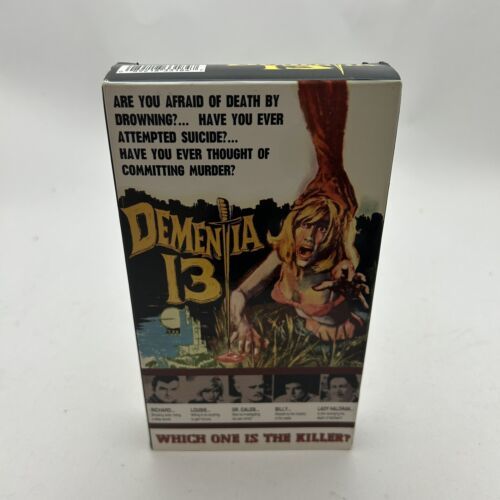 ARE YOU AFRAID OF DEATH BY
DROWNING?... HAVE YOU EVER
ATTEMPTED SUICIDE?...
HAVE YOU EVER THOUGHT OF
COMMITTING MURDER?
DEMENTIA
13
RICHARD... LOUISE... DR. CALEB... BILLY... LADY HALORAN...
WHICH ONE IS THE KILLER?